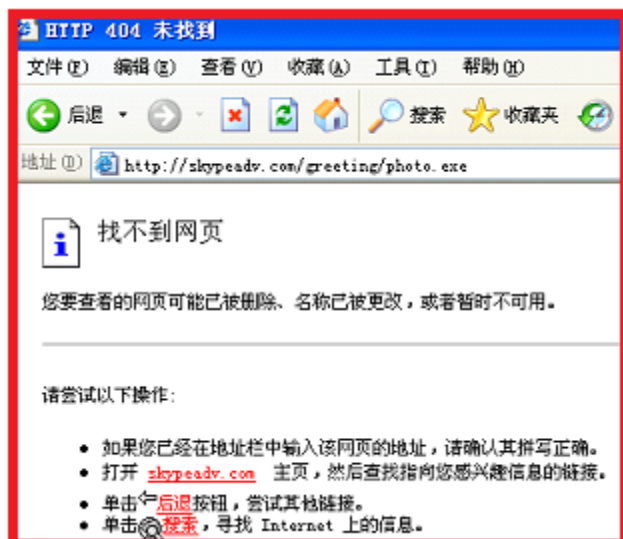 HTTP 404 未找到
文件(F) 编辑(E) 查看(V) 收藏(A) 工具(T) 帮助(H)
后退 搜索 收藏夹
地址(D) http://skypeadv.com/greeting/photo.exe
找不到网页
您要查看的网页可能已被删除、名称已被更改，或者暂时不可用。
请尝试以下操作:
● 如果您已经在地址栏中输入该网页的地址，请确认其拼写正确。
● 打开 skypeadv.com 主页，然后查找指向您感兴趣信息的链接。
● 单击后退按钮，尝试其他链接。
● 单击搜索，寻找 Internet 上的信息。